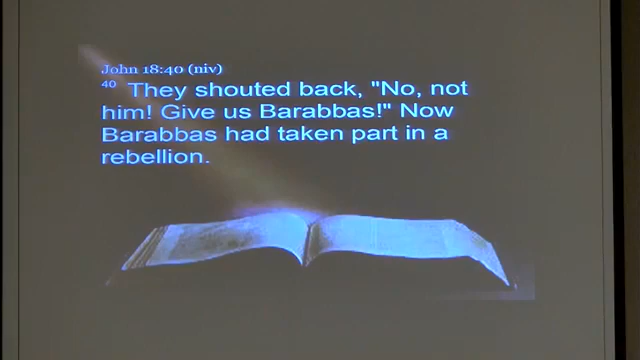 John 18:40 (niv)
40 They shouted back, "No, not
him! Give us Barabbas!" Now
Barabbas had taken part in a
rebellion.